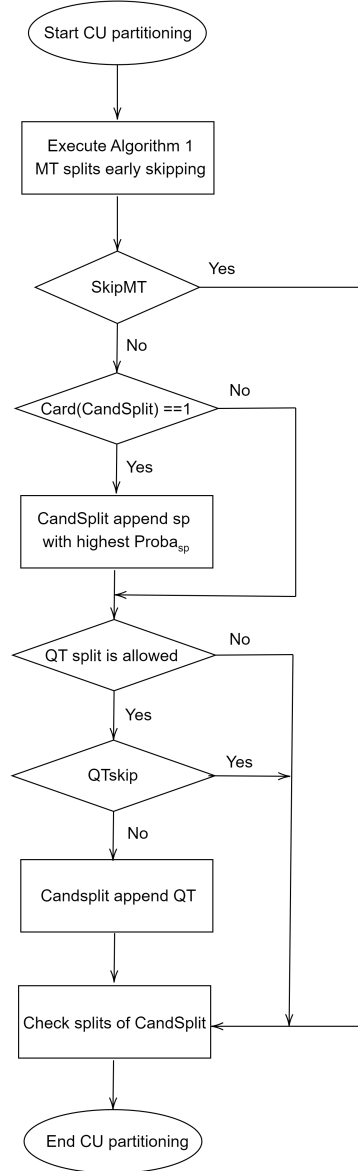 Start CU partitioning
Execute Algorithm 1
MT splits early skipping
Yes
SkipMT
No
No
Card(CandSplit) ==1
Yes
CandSplit append sp
with highest Proba_sp
No
QT split is allowed
Yes
Yes
QTskip
No
Candsplit append QT
Check splits of CandSplit
End CU partitioning